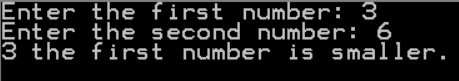 Enter the first number: 3
Enter the second number: 6
3 the first number is smaller.